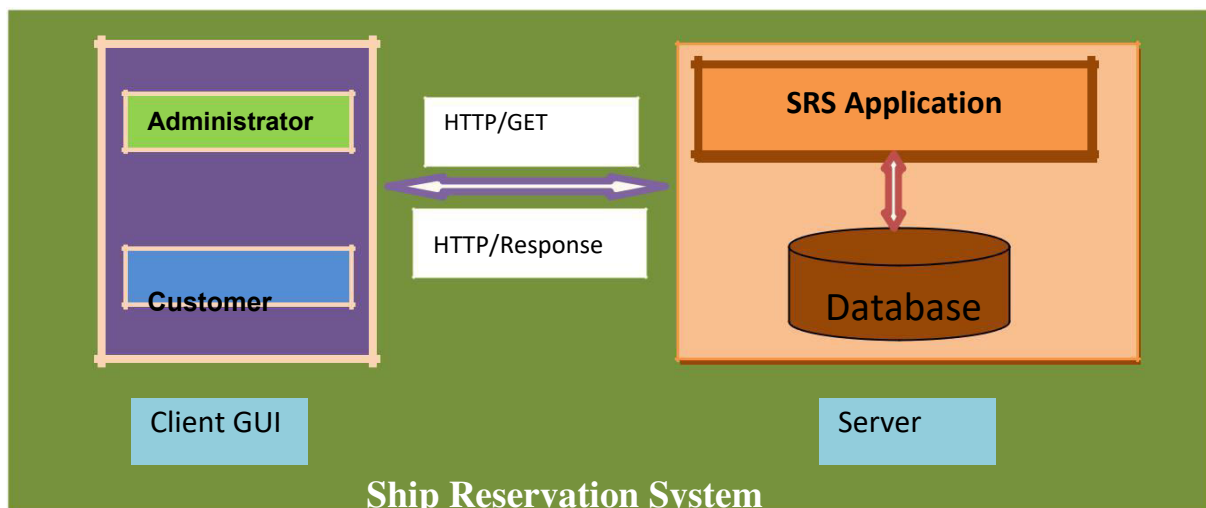 Administrator
Customer
HTTP/GET
HTTP/Response
SRS Application
Database
Client GUI
Server
Ship Reservation System